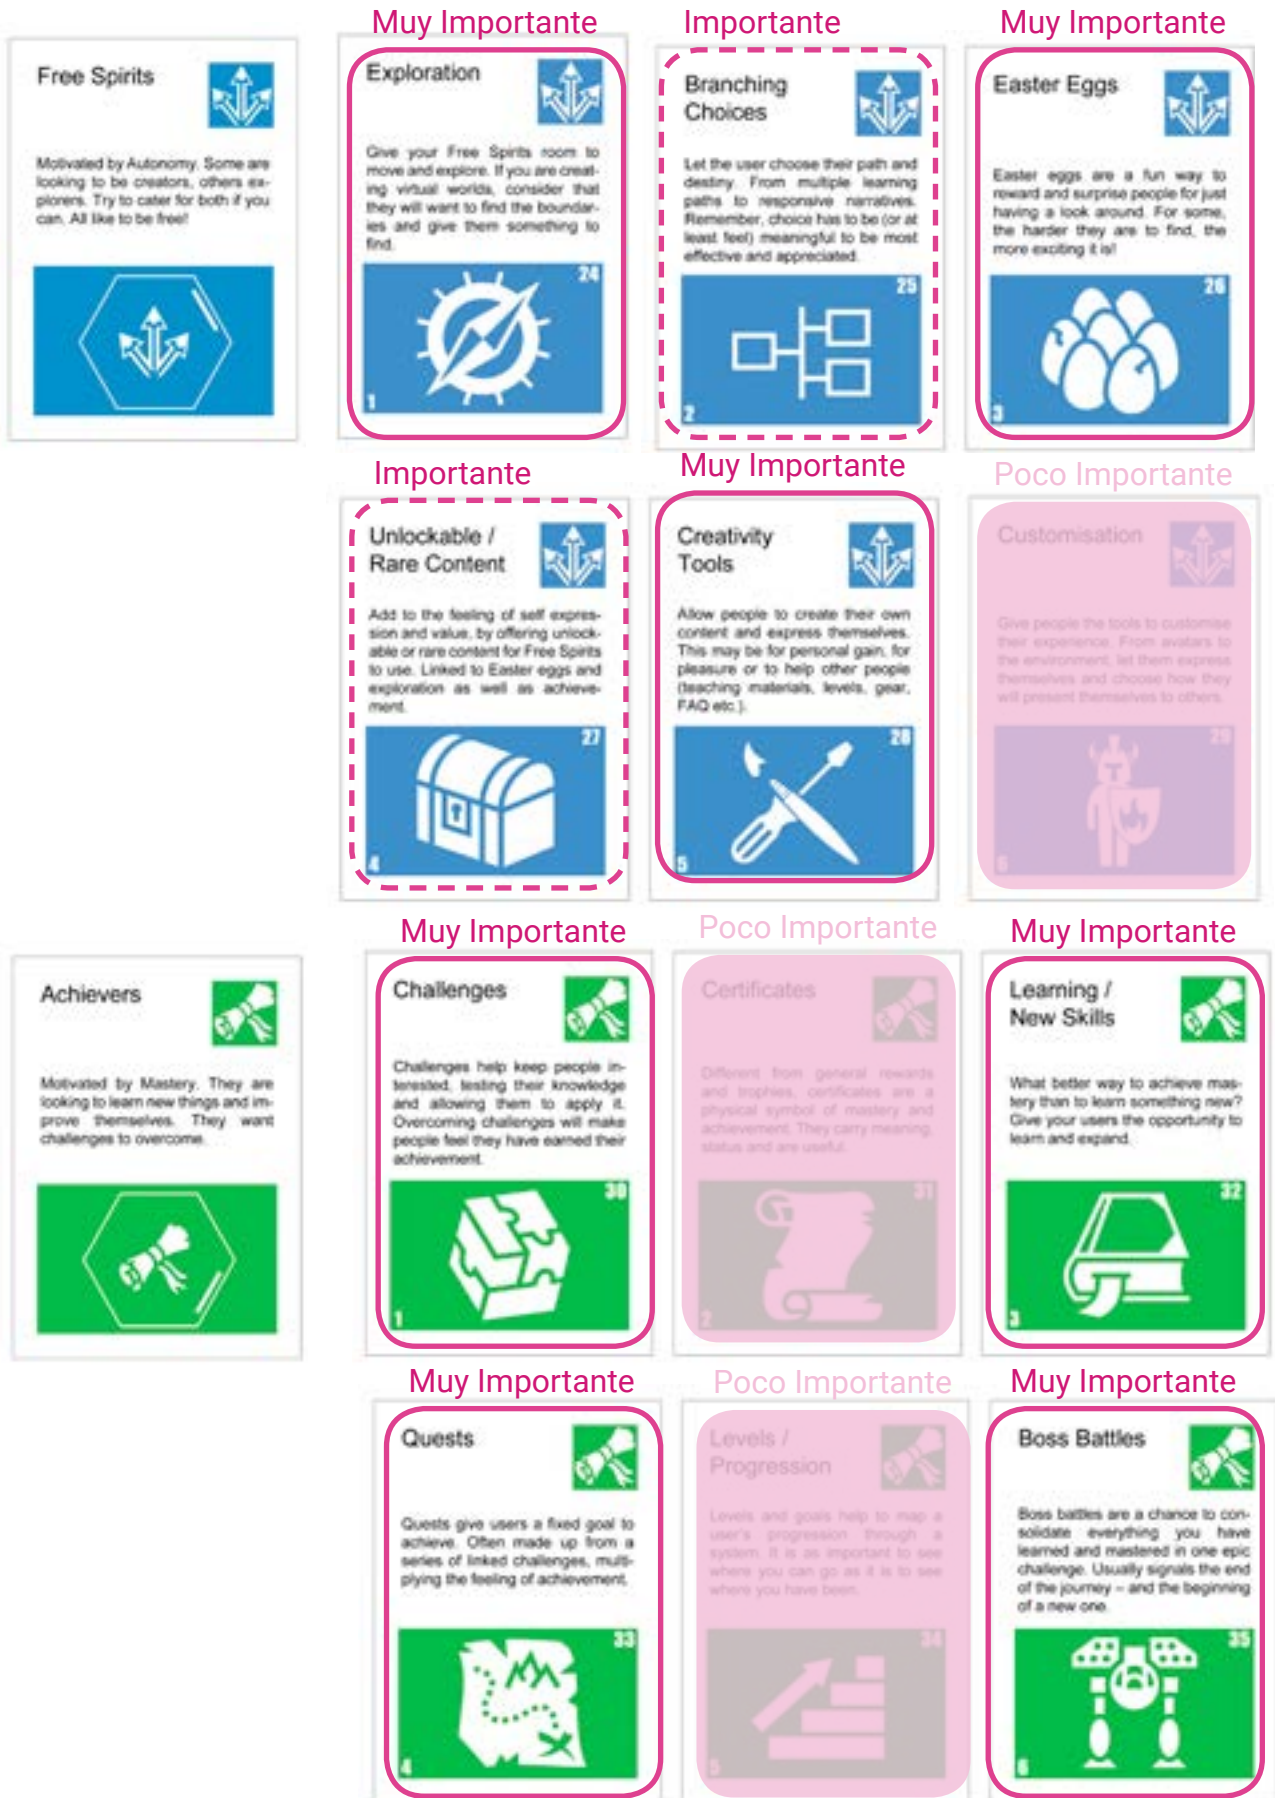 Muy Importante
Importante
Muy Importante
Free Spirits
Motivated by Autonomy. Some are
looking to be creators, others ex-
plorers. Try to cater for both if you
can. All like to be free!
Exploration
Give your Free Spirits room to
move and explore. If you are creat-
ing virtual worlds, consider that
they will want to find the boundar-
ies and give them something to
find.
24
1
Branching
Choices
Let the user choose their path and
destiny. From multiple learning
paths to responsive narratives.
Remember, choice has to be (or at
least feel) meaningful to be most
effective and appreciated.
25
2
Easter Eggs
Easter eggs are a fun way to
reward and surprise people for just
having a look around. For some,
the harder they are to find, the
more exciting it is!
26
3
Importante
Muy Importante
Poco Importante
Unlockable /
Rare Content
Add to the feeling of self expres-
sion and value, by offering unlock-
able or rare content for Free Spirits
to use. Linked to Easter eggs and
exploration as well as achieve-
ment.
27
4
Creativity
Tools
Allow people to create their own
content and express themselves.
This may be for personal gain, for
pleasure or to help other people
(teaching materials, levels, gear,
FAQ etc.).
28
5
Customisation
Give people the tools to customise
their experience. From avatars to
the environment, let them express
themselves and choose how they
will present themselves to others.
29
6
Muy Importante
Poco Importante
Muy Importante
Achievers
Motivated by Mastery. They are
looking to learn new things and im-
prove themselves. They want
challenges to overcome.
Challenges
Challenges help keep people in-
terested, testing their knowledge
and allowing them to apply it.
Overcoming challenges will make
people feel they have earned their
achievement.
30
1
Certificates
Different from general rewards
and trophies, certificates are a
physical symbol of mastery and
achievement. They carry meaning,
status and are useful.
31
2
Learning /
New Skills
What better way to achieve mas-
tery than to learn something new?
Give your users the opportunity to
learn and expand.
32
3
Muy Importante
Poco Importante
Muy Importante
Quests
Quests give users a fixed goal to
achieve. Often made up from a
series of linked challenges, multi-
plying the feeling of achievement.
33
4
Levels /
Progression
Levels and goals help to map a
user's progression through a
system. It is as important to see
where you can go as it is to see
where you have been.
34
5
Boss Battles
Boss battles are a chance to con-
solidate everything you have
learned and mastered in one epic
challenge. Usually signals the end
of the journey – and the beginning
of a new one.
35
6